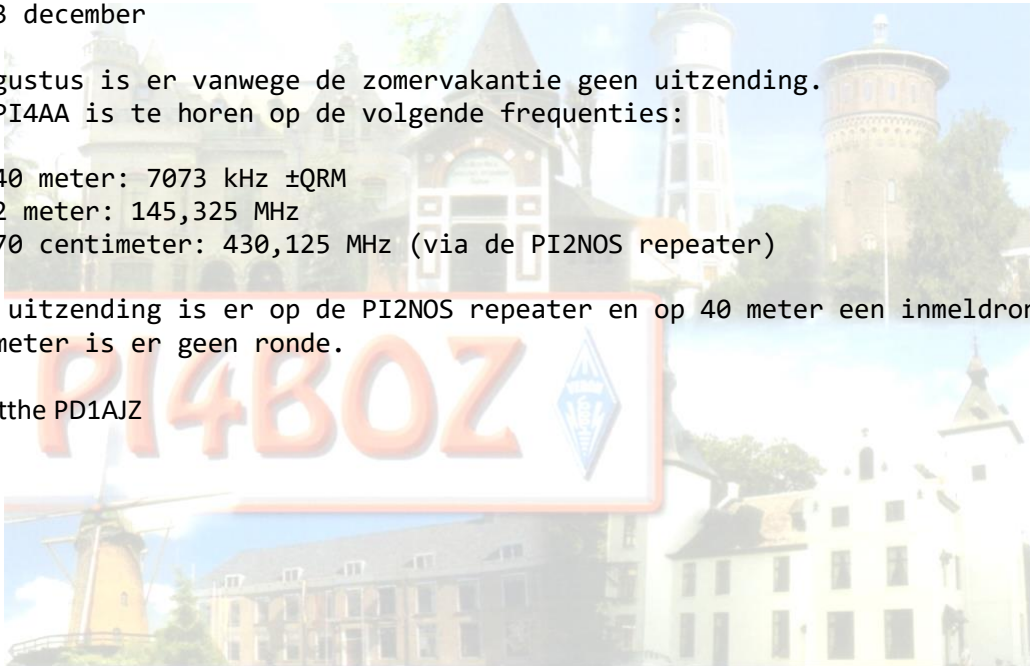 3 december
gustus is er vanwege de zomervakantie geen uitzending.
PI4AA is te horen op de volgende frequenties:
40 meter: 7073 kHz ±QRM
2 meter: 145,325 MHz
70 centimeter: 430,125 MHz (via de PI2NOS repeater)
uitzending is er op de PI2NOS repeater en op 40 meter een inmeldron
meter is er geen ronde.
tthe PD1AJZ
PI4BOZ